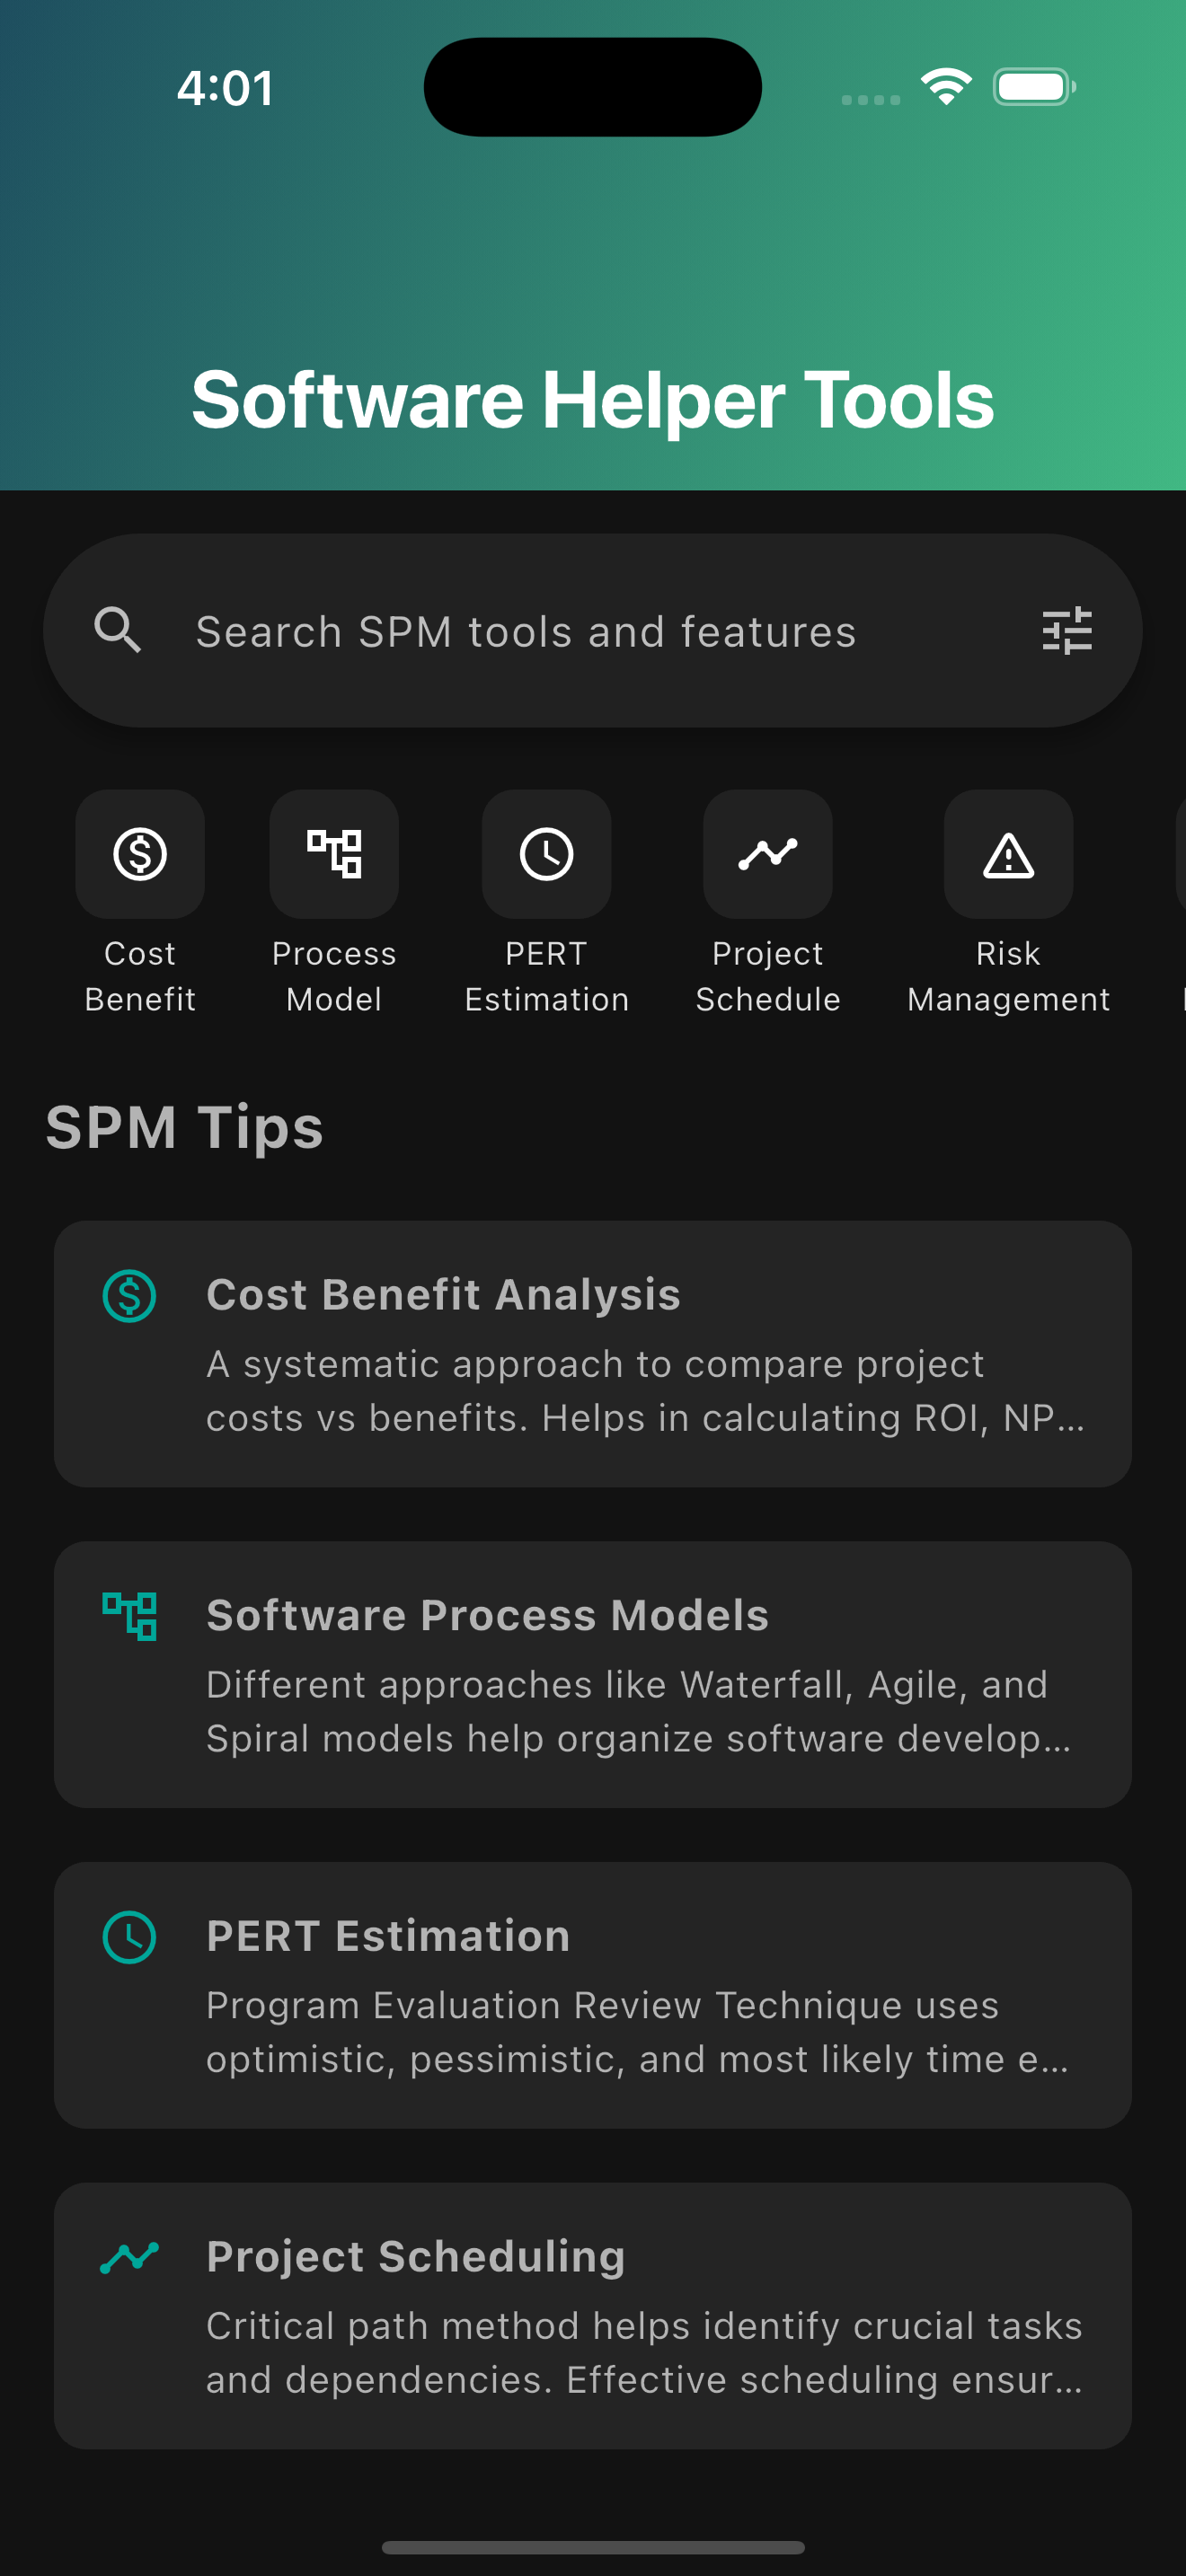 4:01
Software Helper Tools
Search SPM tools and features
Cost
Benefit
Process
Model
PERT
Estimation
Project
Schedule
Risk
Management
SPM Tips
Cost Benefit Analysis
A systematic approach to compare project
costs vs benefits. Helps in calculating ROI, NP...
Software Process Models
Different approaches like Waterfall, Agile, and
Spiral models help organize software develop...
PERT Estimation
Program Evaluation Review Technique uses
optimistic, pessimistic, and most likely time e...
Project Scheduling
Critical path method helps identify crucial tasks
and dependencies. Effective scheduling ensur...